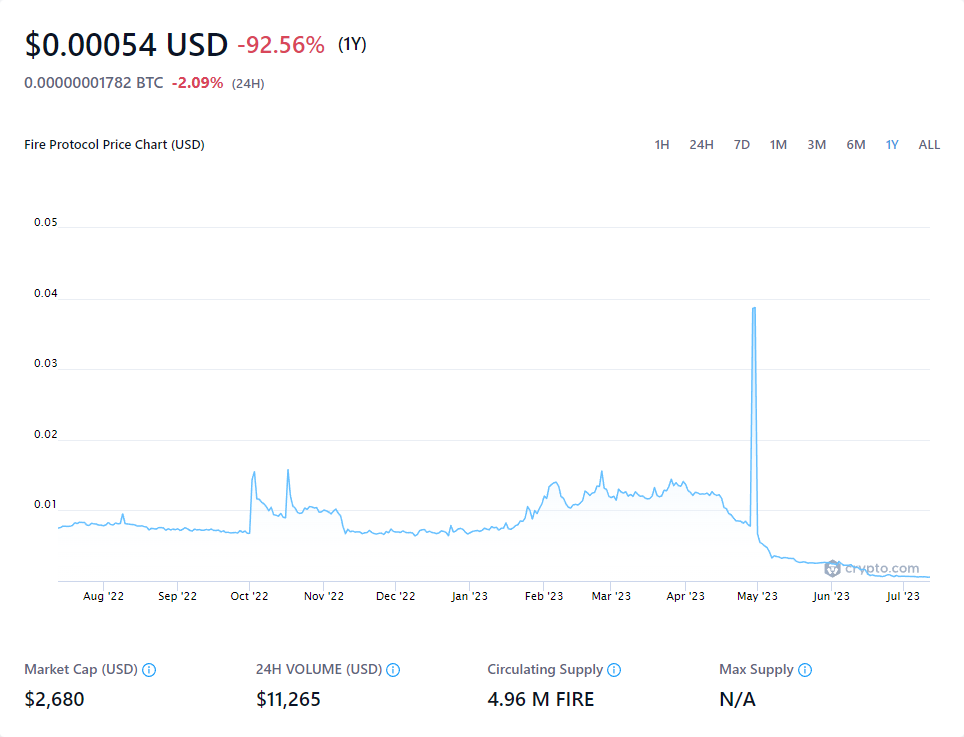 $0.00054 USD -92.56% (1Y)
0.00000001782 BTC -2.09% (24H)
Fire Protocol Price Chart (USD) 1H 24H 7D 1M 3M 6M 1Y ALL
0.05
0.04
0.03
0.02
0.01
crypto.com
Aug '22 Sep '22 Oct '22 Nov '22 Dec '22 Jan '23 Feb '23 Mar '23 Apr '23 May '23 Jun '23 Jul '23
Market Cap (USD) 24H VOLUME (USD) Circulating Supply Max Supply
$2,680 $11,265 4.96 M FIRE N/A